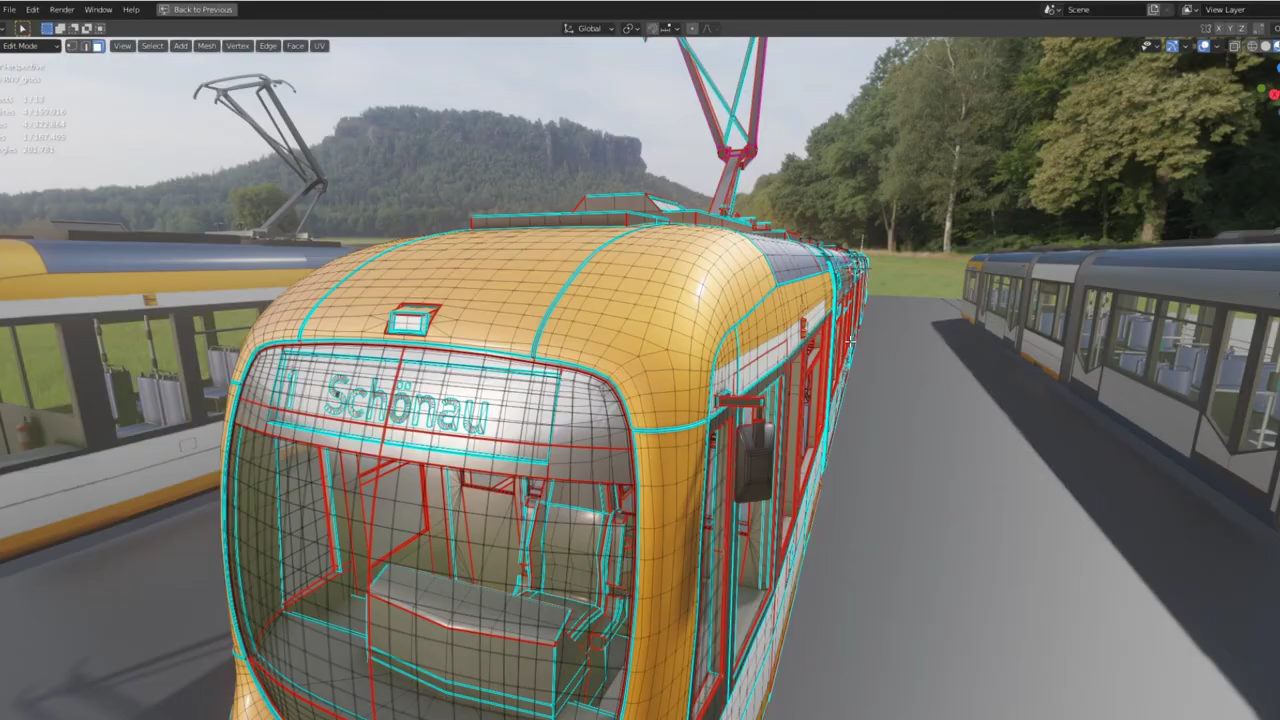 File Edit Render Window Help Back to Previous Scene View Layer
Global X Y Z
Edit Mode View Select Add Mesh Vertex Edge Face UV
11 Schönau